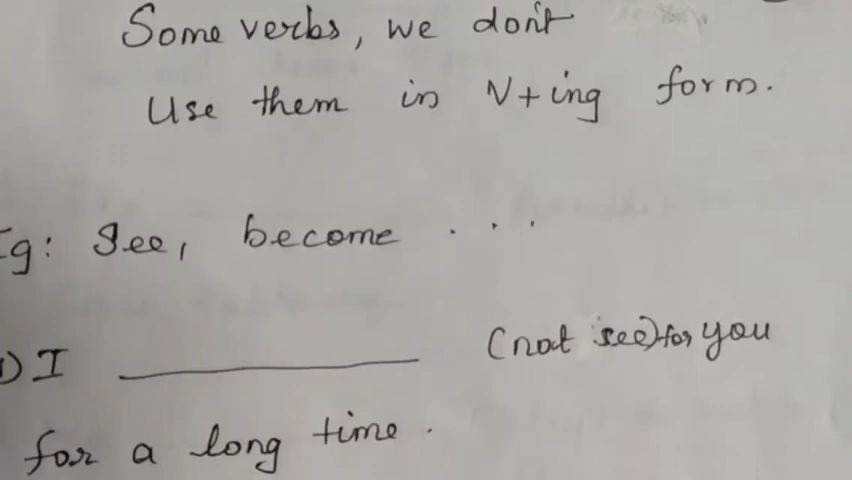 Some verbs, we don't
Use them in V+ing form.
Eg: See, become ...
1) I ________ (not see) for you
for a long time.